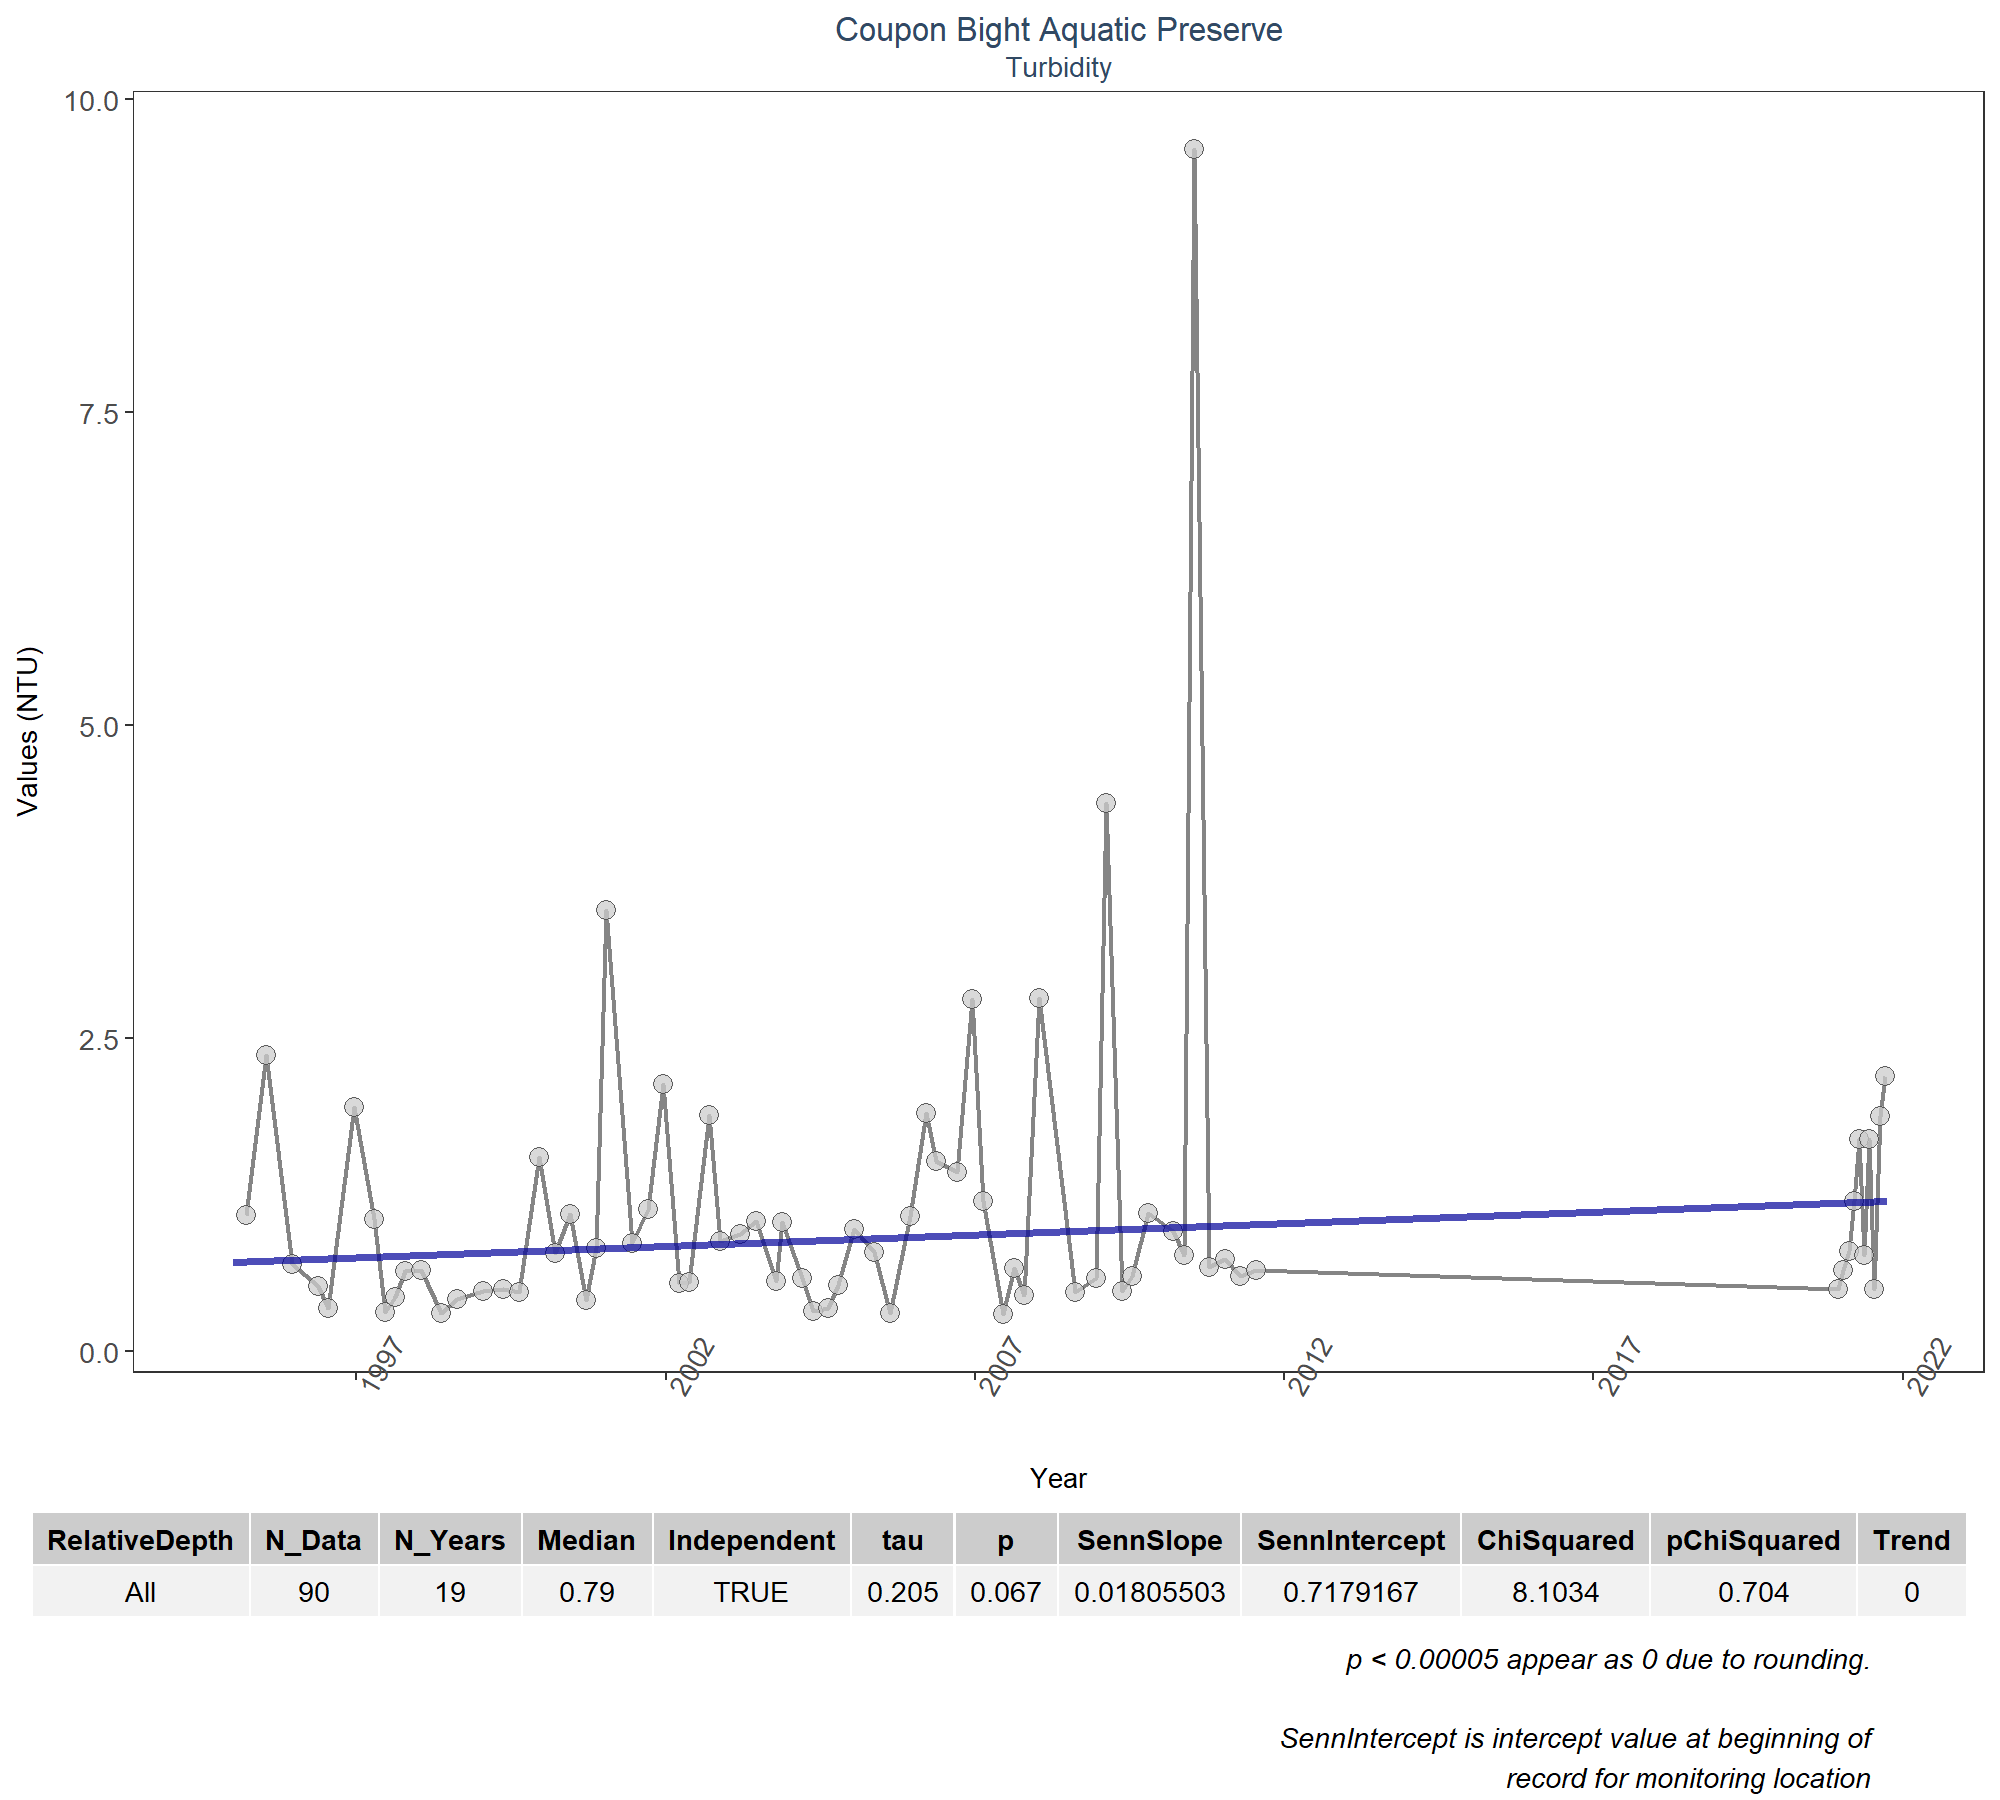 Coupon Bight Aquatic Preserve
Turbidity
10.0
7.5
5.0
2.5
0.0
Values (NTU)
1997 2002 2007 2012 2017 2022
Year
RelativeDepth N_Data N_Years Median Independent tau p SennSlope SennIntercept ChiSquared pChiSquared Trend
All 90 19 0.79 TRUE 0.205 0.067 0.01805503 0.7179167 8.1034 0.704 0
p < 0.00005 appear as 0 due to rounding.
SennIntercept is intercept value at beginning of
record for monitoring location